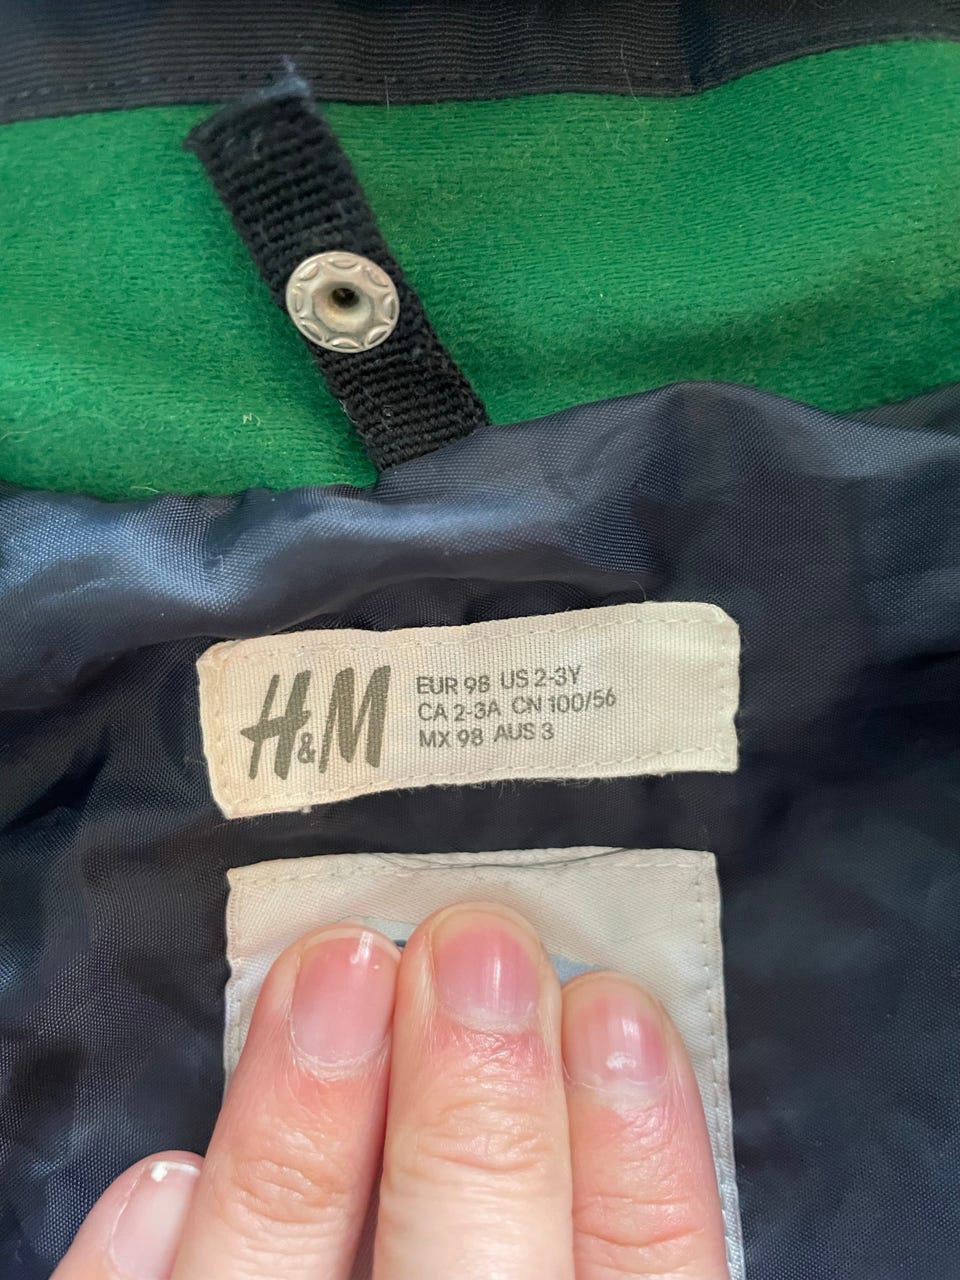 H&M
EUR 98 US 2-3Y
CA 2-3A CN 100/56
MX 98 AUS 3